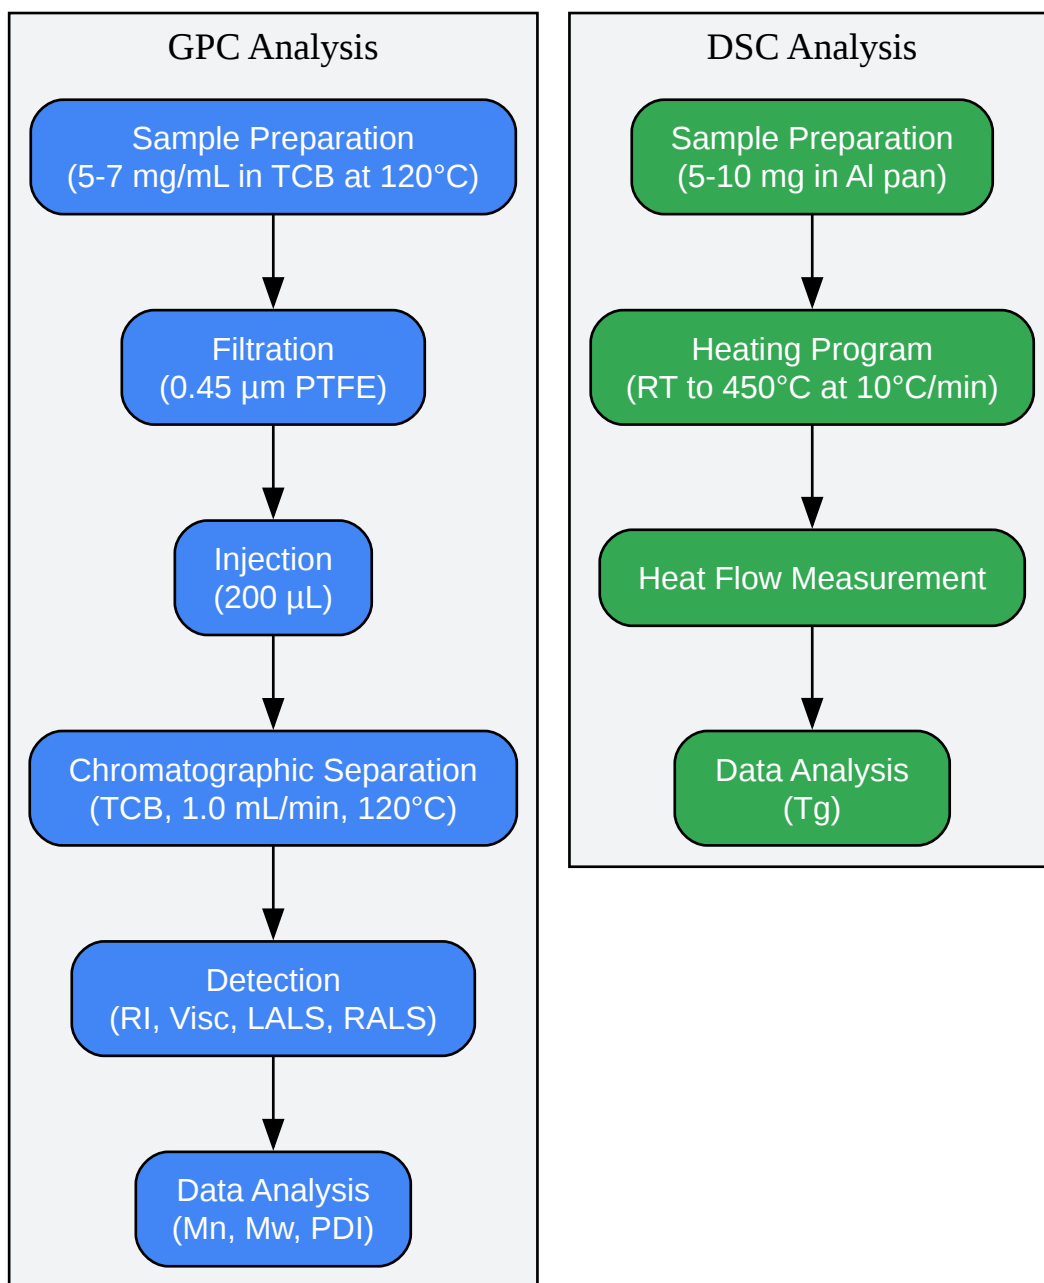 GPC Analysis
Sample Preparation
(5-7 mg/mL in TCB at 120°C)
Filtration
(0.45 µm PTFE)
Injection
(200 µL)
Chromatographic Separation
(TCB, 1.0 mL/min, 120°C)
Detection
(RI, Visc, LALS, RALS)
Data Analysis
(Mn, Mw, PDI)
DSC Analysis
Sample Preparation
(5-10 mg in Al pan)
Heating Program
(RT to 450°C at 10°C/min)
Heat Flow Measurement
Data Analysis
(Tg)